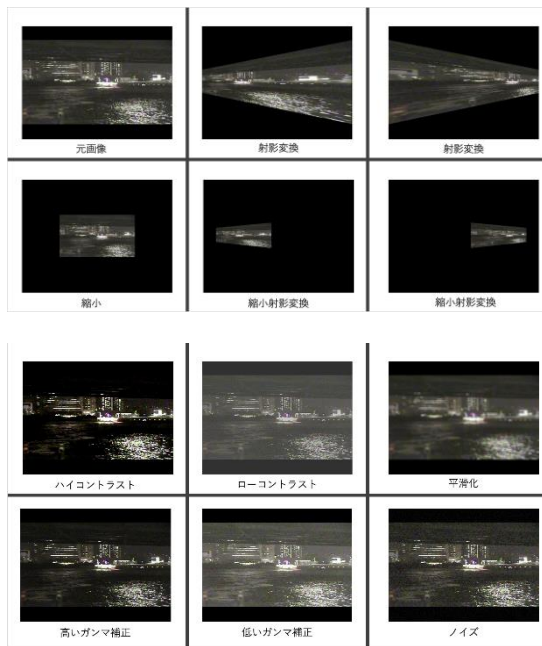 元画像
射影変換
射影変換
縮小
縮小射影変換
縮小射影変換
ハイコントラスト
ローコントラスト
平滑化
高いガンマ補正
低いガンマ補正
ノイズ